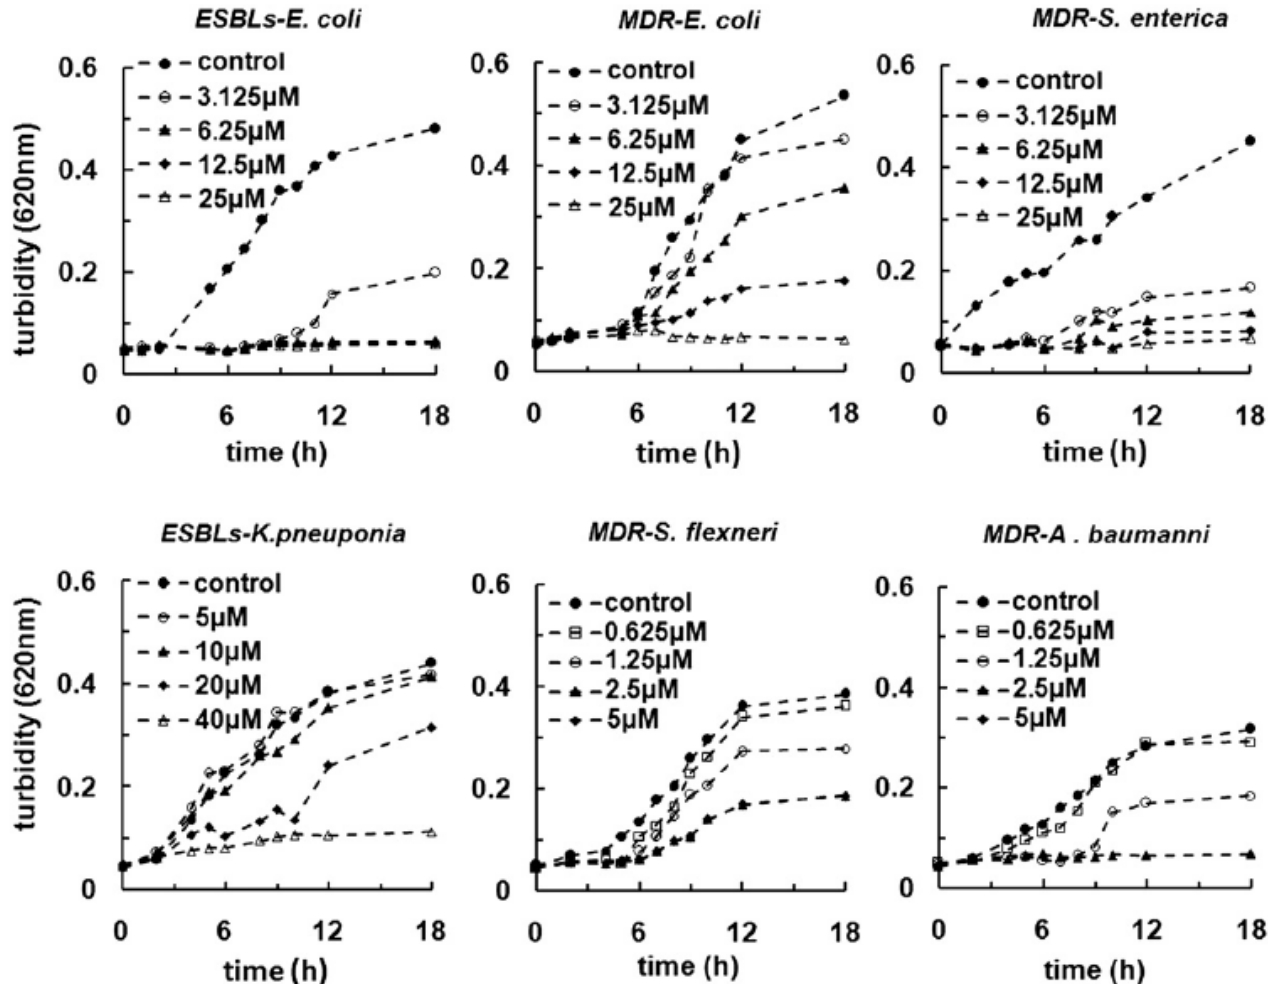 ESBLs-E. coli
turbidity (620nm)
0.6
0.4
0.2
0
control
3.125µM
6.25µM
12.5µM
25µM
0 6 12 18
time (h)
MDR-E. coli
0.6
0.4
0.2
0
control
3.125µM
6.25µM
12.5µM
25µM
0 6 12 18
time (h)
MDR-S. enterica
0.6
0.4
0.2
0
control
3.125µM
6.25µM
12.5µM
25µM
0 6 12 18
time (h)
ESBLs-K.pneuponia
turbidity (620nm)
0.6
0.4
0.2
0
control
5µM
10µM
20µM
40µM
0 6 12 18
time (h)
MDR-S. flexneri
0.6
0.4
0.2
0
control
0.625µM
1.25µM
2.5µM
5µM
0 6 12 18
time (h)
MDR-A . baumanni
0.6
0.4
0.2
0
control
0.625µM
1.25µM
2.5µM
5µM
0 6 12 18
time (h)